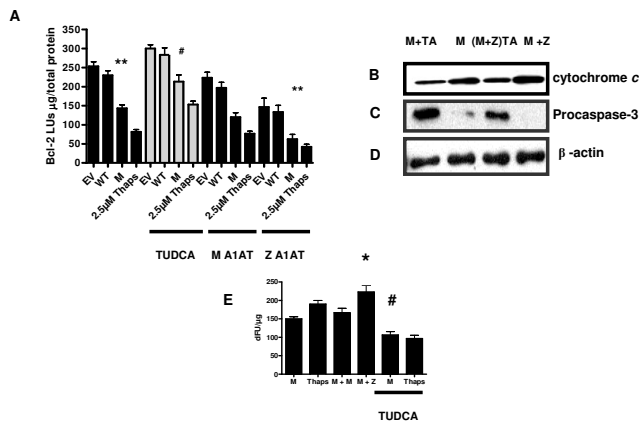 A
Bcl-2 LUs µg/total protein
350
300
250
200
150
100
50
0
**
#
**
EV
WT
M
2.5µM Thaps
EV
WT
M
2.5µM Thaps
EV
WT
M
2.5µM Thaps
EV
WT
M
2.5µM Thaps
TUDCA M A1AT Z A1AT
M+TA M (M+Z)TA M +Z
B cytochrome c
C Procaspase-3
D β -actin
E
*
#
dFU/µg
250
200
150
100
50
0
M Thaps M + M M + Z M Thaps
TUDCA